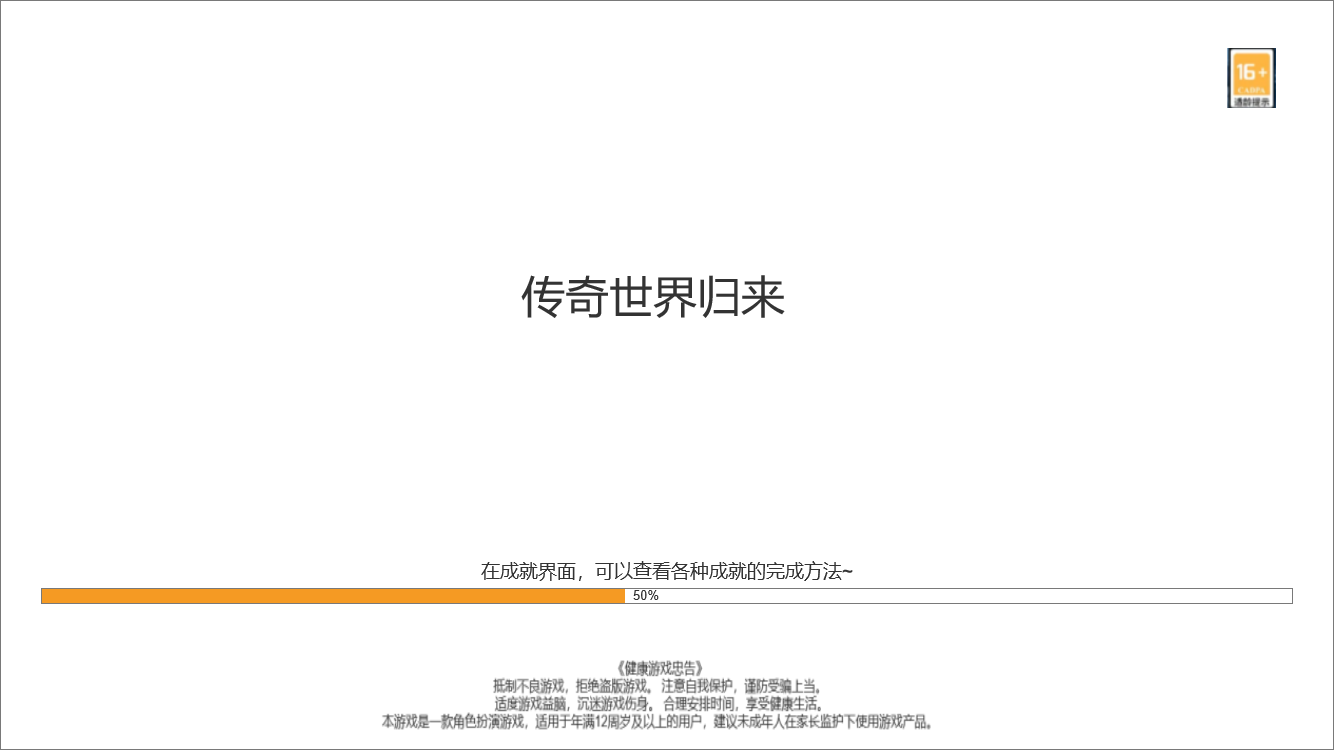 16+
CADPA
适龄提示
传奇世界归来
在成就界面，可以查看各种成就的完成方法~
50%
《健康游戏忠告》
抵制不良游戏，拒绝盗版游戏。 注意自我保护，谨防受骗上当。
适度游戏益脑，沉迷游戏伤身。 合理安排时间，享受健康生活。
本游戏是一款角色扮演游戏，适用于年满12周岁及以上的用户，建议未成年人在家长监护下使用游戏产品。